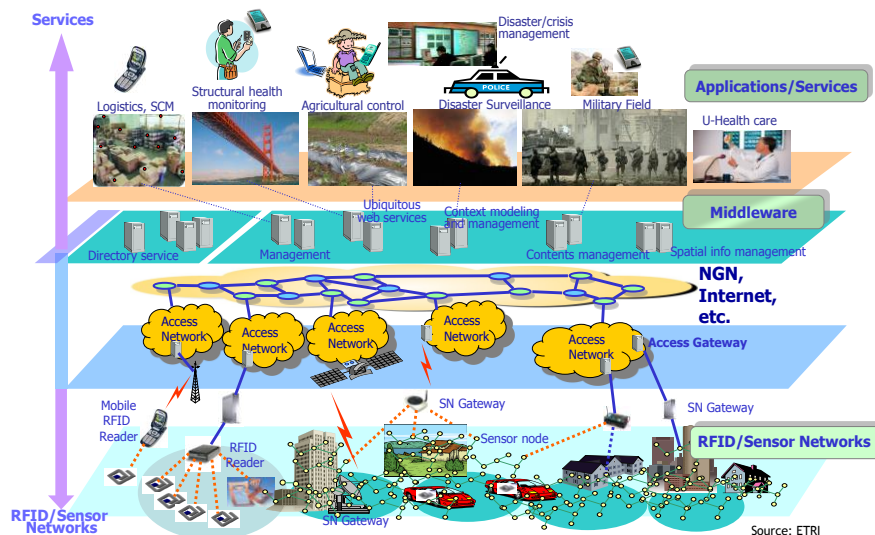 Services
Disaster/crisis
management
Structural health
monitoring
Logistics, SCM
Agricultural control
POLICE
Disaster Surveillance
Military Field
Applications/Services
U-Health care
Ubiquitous
web services
Context modeling
and management
Middleware
Directory service
Management
Contents management
Spatial info management
NGN,
Internet,
etc.
Access
Network
Access
Network
Access
Network
Access
Network
Access
Network
Access Gateway
Mobile
RFID
Reader
SN Gateway
SN Gateway
RFID
Reader
Sensor node
RFID/Sensor Networks
SN Gateway
RFID/Sensor
Networks
Source: ETRI